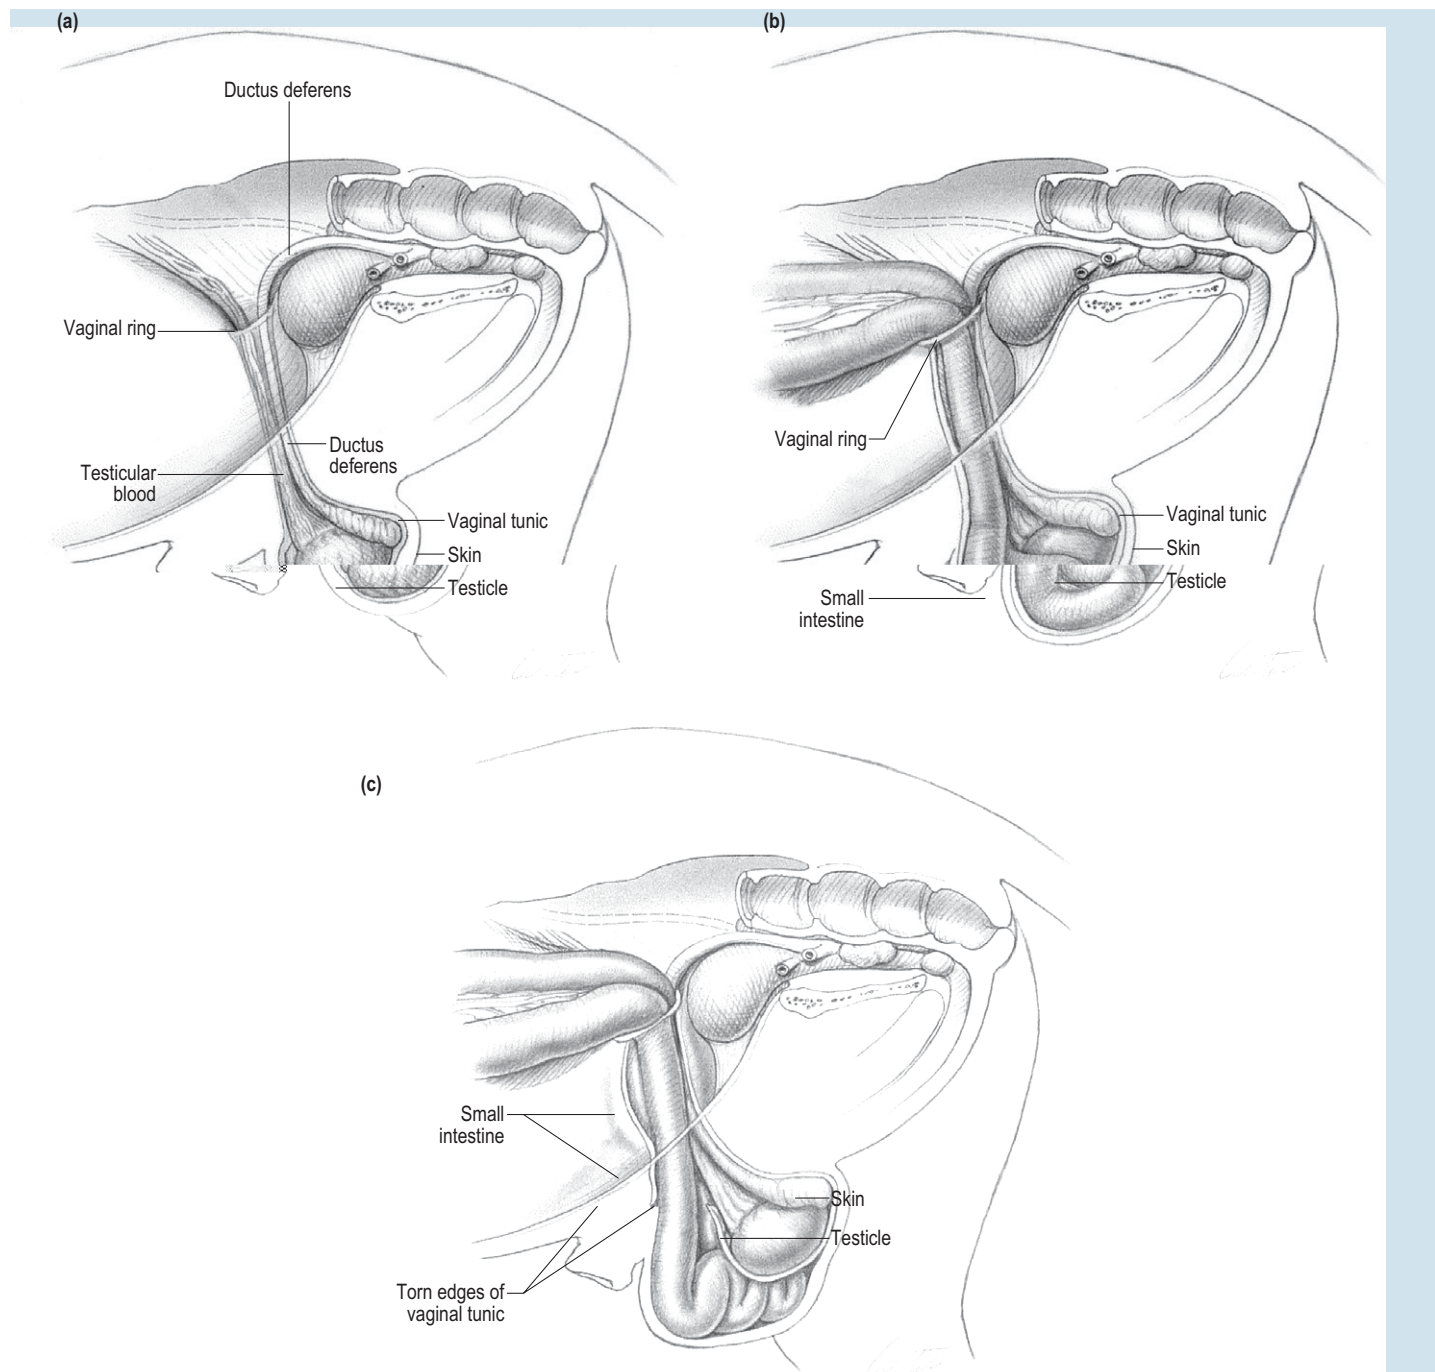 (a)
Ductus deferens
Vaginal ring
Ductus
deferens
Testicular
blood
Vaginal tunic
Skin
Testicle
(b)
Vaginal ring
Vaginal tunic
Skin
Testicle
Small
intestine
(c)
Small
intestine
Skin
Testicle
Torn edges of
vaginal tunic